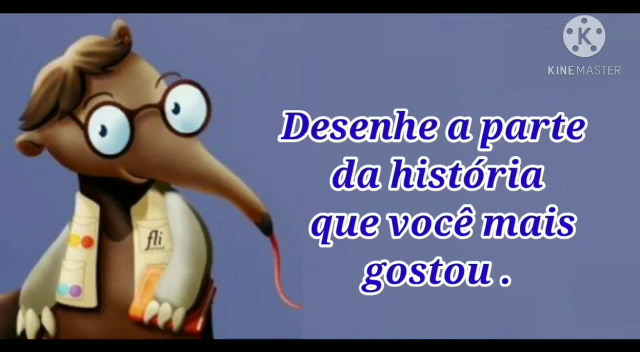 KINEMASTER
Desenhe a parte
da história
que você mais
gostou .
fli